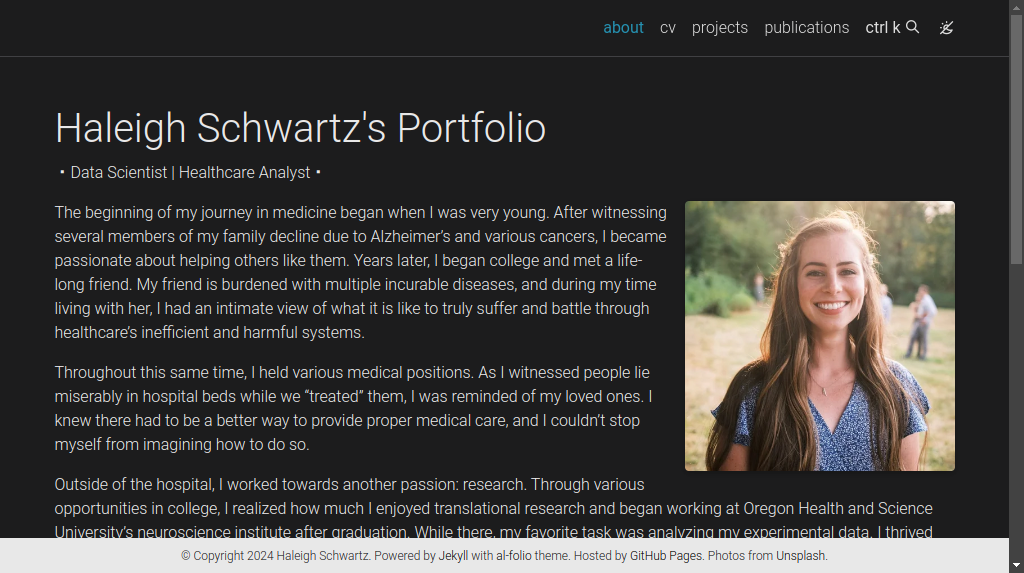 about cv projects publications ctrl k
Haleigh Schwartz's Portfolio
▪ Data Scientist | Healthcare Analyst ▪
The beginning of my journey in medicine began when I was very young. After witnessing
several members of my family decline due to Alzheimer’s and various cancers, I became
passionate about helping others like them. Years later, I began college and met a life-
long friend. My friend is burdened with multiple incurable diseases, and during my time
living with her, I had an intimate view of what it is like to truly suffer and battle through
healthcare’s inefficient and harmful systems.
Throughout this same time, I held various medical positions. As I witnessed people lie
miserably in hospital beds while we “treated” them, I was reminded of my loved ones. I
knew there had to be a better way to provide proper medical care, and I couldn’t stop
myself from imagining how to do so.
Outside of the hospital, I worked towards another passion: research. Through various
opportunities in college, I realized how much I enjoyed translational research and began working at Oregon Health and Science
University’s neuroscience institute after graduation. While there, my favorite task was analyzing my experimental data. I thrived
© Copyright 2024 Haleigh Schwartz. Powered by Jekyll with al-folio theme. Hosted by GitHub Pages. Photos from Unsplash.